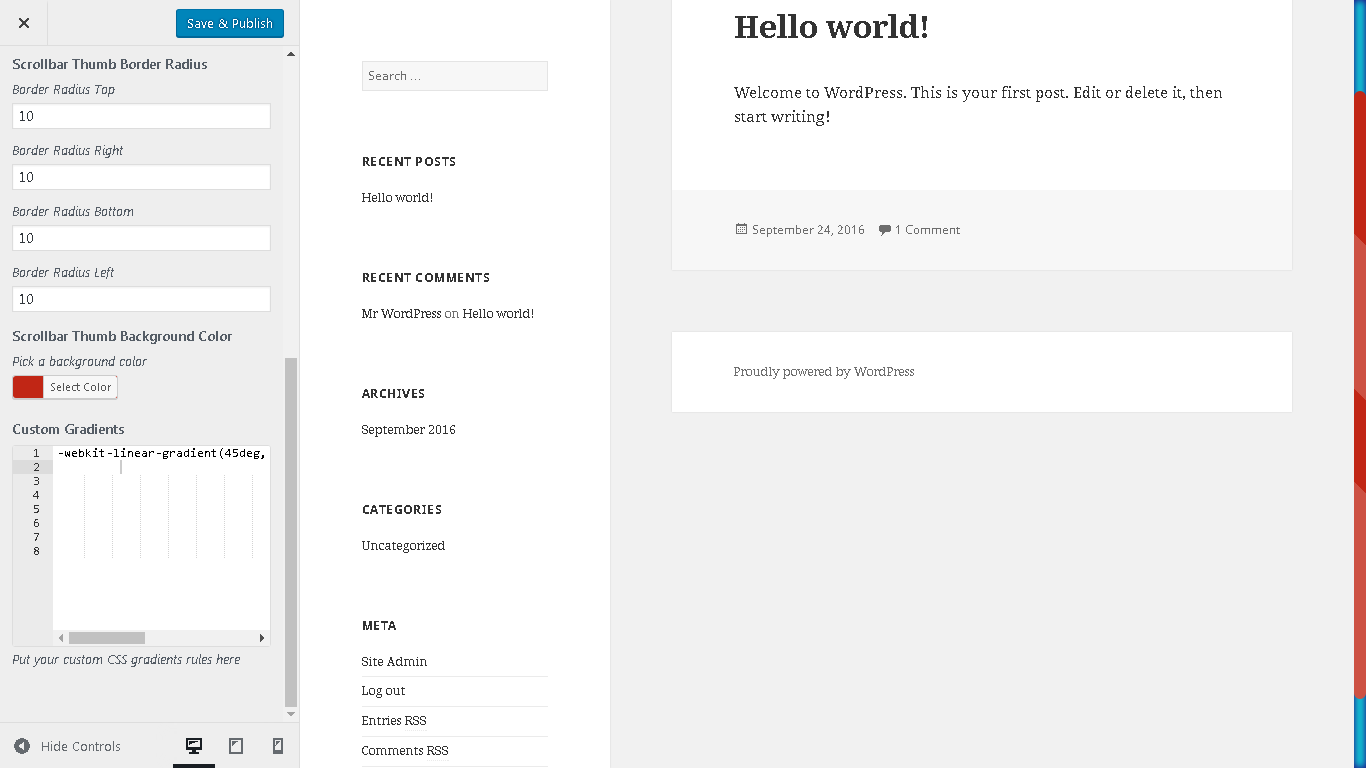 Save & Publish
Scrollbar Thumb Border Radius
Border Radius Top
10
Border Radius Right
10
Border Radius Bottom
10
Border Radius Left
10
Scrollbar Thumb Background Color
Pick a background color
Select Color
Custom Gradients
1 -webkit-linear-gradient(45deg,
2
3
4
5
6
7
8
Put your custom CSS gradients rules here
Hide Controls
Search ...
RECENT POSTS
Hello world!
RECENT COMMENTS
Mr WordPress on Hello world!
ARCHIVES
September 2016
CATEGORIES
Uncategorized
META
Site Admin
Log out
Entries RSS
Comments RSS
Hello world!
Welcome to WordPress. This is your first post. Edit or delete it, then
start writing!
September 24, 2016 1 Comment
Proudly powered by WordPress